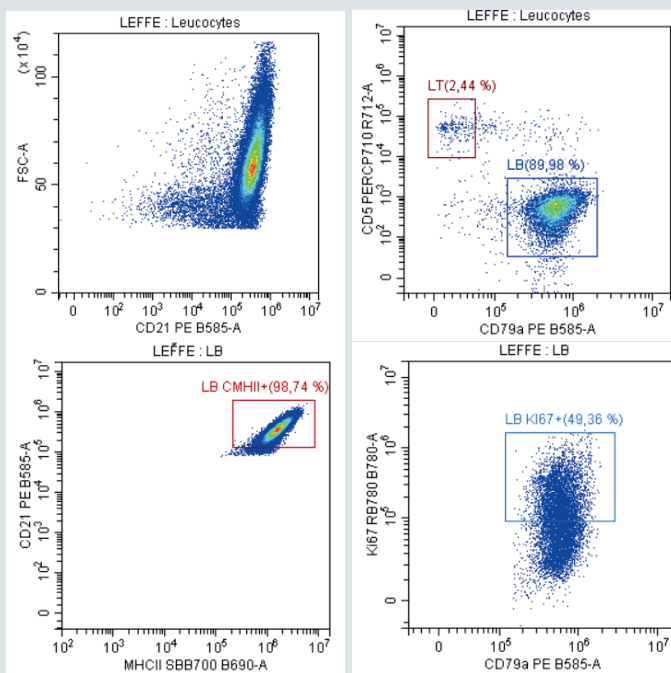 LEFFE : Leucocytes
(x 10⁴)
FSC-A
100
50
0
0 10² 10³ 10⁴ 10⁵ 10⁶ 10⁷
CD21 PE B585-A
LEFFE : Leucocytes
CD5 PERCP710 R712-A
10⁷
10⁶
10⁵
10⁴
10³
10²
0
LT(2,44 %)
LB(89,98 %)
0 10⁵ 10⁶ 10⁷
CD79a PE B585-A
LEFFE : LB
CD21 PE B585-A
10⁷
10⁶
10⁵
10⁴
10³
10²
0
LB CMHII+(98,74 %)
10² 10³ 10⁴ 10⁵ 10⁶ 10⁷
MHCII SBB700 B690-A
LEFFE : LB
Ki67 RB780 B780-A
10⁷
10⁶
10⁵
0
LB KI67+(49,36 %)
0 10⁵ 10⁶ 10⁷
CD79a PE B585-A